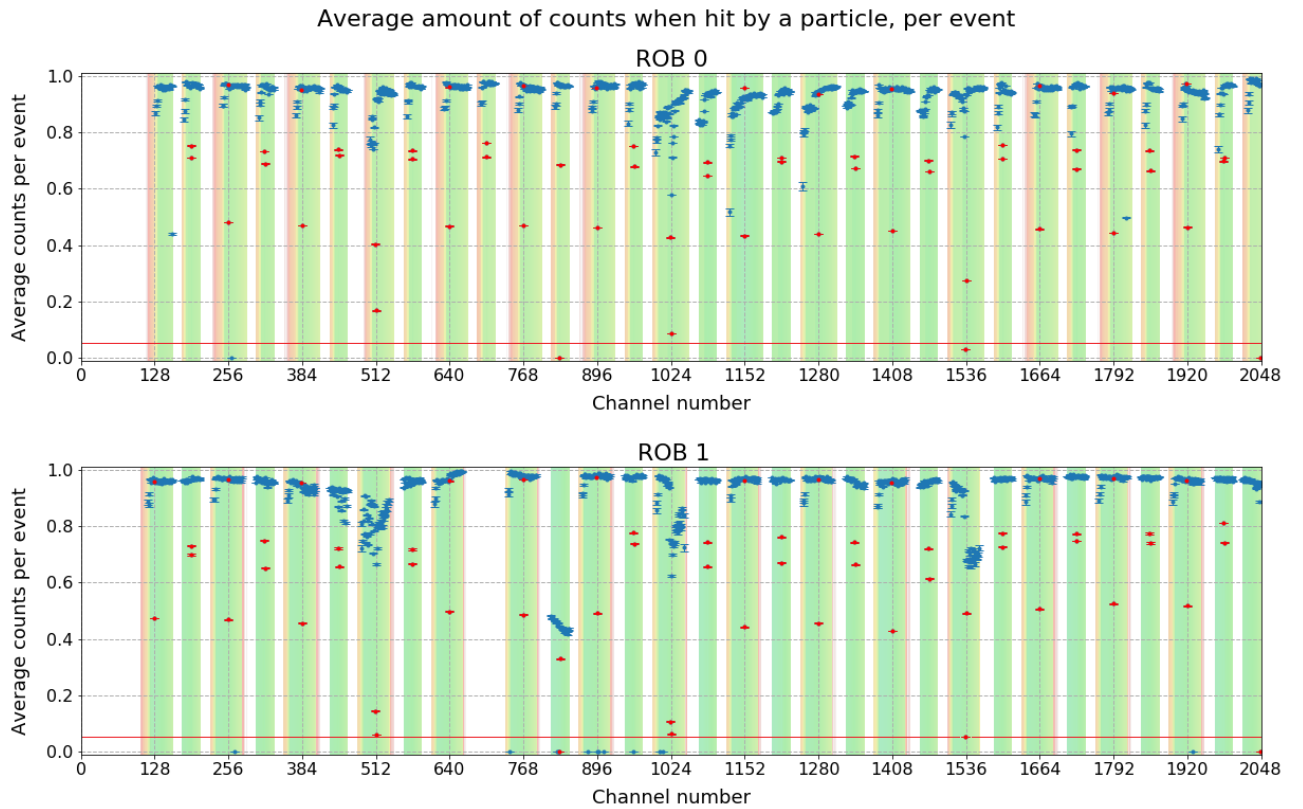 Average amount of counts when hit by a particle, per event
ROB 0
Average counts per event
1.0
0.8
0.6
0.4
0.2
0.0
0 128 256 384 512 640 768 896 1024 1152 1280 1408 1536 1664 1792 1920 2048
Channel number
ROB 1
Average counts per event
1.0
0.8
0.6
0.4
0.2
0.0
0 128 256 384 512 640 768 896 1024 1152 1280 1408 1536 1664 1792 1920 2048
Channel number